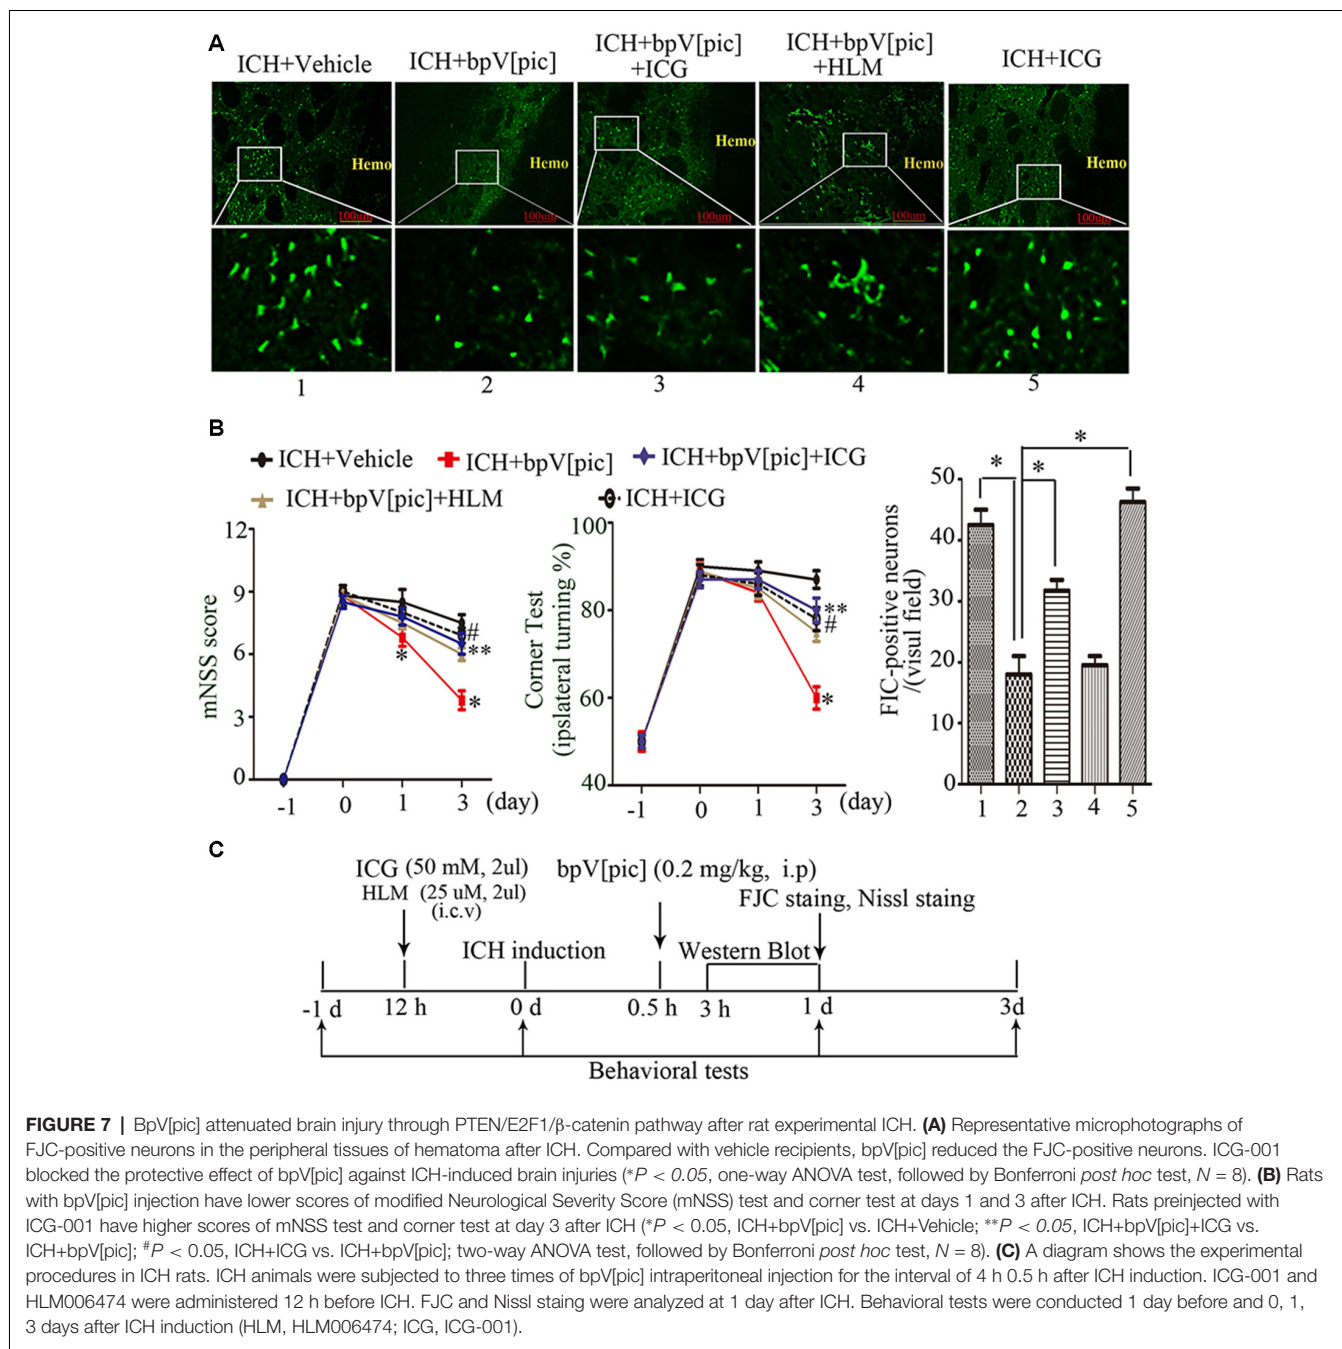 A
ICH+Vehicle
ICH+bpV[pic]
ICH+bpV[pic]
+ICG
ICH+bpV[pic]
+HLM
ICH+ICG
Hemo
Hemo
Hemo
Hemo
Hemo
100um
100um
100um
100um
100um
1
2
3
4
5
B
ICH+Vehicle
ICH+bpV[pic]
ICH+bpV[pic]+ICG
ICH+bpV[pic]+HLM
ICH+ICG
mNSS score
12
9
6
3
0
-1
0
1
3
(day)
*
#
**
*
Corner Test
(ipslateral turning %)
100
80
60
40
-1
0
1
3
(day)
**
#
*
FIC-positive neurons
/(visul field)
50
40
30
20
10
0
1
2
3
4
5
*
*
*
C
ICG (50 mM, 2ul)
HLM (25 uM, 2ul)
(i.c.v)
bpV[pic] (0.2 mg/kg, i.p)
FJC staing, Nissl staing
ICH induction
Western Blot
-1 d
12 h
0 d
0.5 h
3 h
1 d
3d
Behavioral tests
FIGURE 7 | BpV[pic] attenuated brain injury through PTEN/E2F1/β-catenin pathway after rat experimental ICH. (A) Representative microphotographs of
FJC-positive neurons in the peripheral tissues of hematoma after ICH. Compared with vehicle recipients, bpV[pic] reduced the FJC-positive neurons. ICG-001
blocked the protective effect of bpV[pic] against ICH-induced brain injuries (*P < 0.05, one-way ANOVA test, followed by Bonferroni post hoc test, N = 8). (B) Rats
with bpV[pic] injection have lower scores of modified Neurological Severity Score (mNSS) test and corner test at days 1 and 3 after ICH. Rats preinjected with
ICG-001 have higher scores of mNSS test and corner test at day 3 after ICH (*P < 0.05, ICH+bpV[pic] vs. ICH+Vehicle; **P < 0.05, ICH+bpV[pic]+ICG vs.
ICH+bpV[pic]; #P < 0.05, ICH+ICG vs. ICH+bpV[pic]; two-way ANOVA test, followed by Bonferroni post hoc test, N = 8). (C) A diagram shows the experimental
procedures in ICH rats. ICH animals were subjected to three times of bpV[pic] intraperitoneal injection for the interval of 4 h 0.5 h after ICH induction. ICG-001 and
HLM006474 were administered 12 h before ICH. FJC and Nissl staing were analyzed at 1 day after ICH. Behavioral tests were conducted 1 day before and 0, 1,
3 days after ICH induction (HLM, HLM006474; ICG, ICG-001).